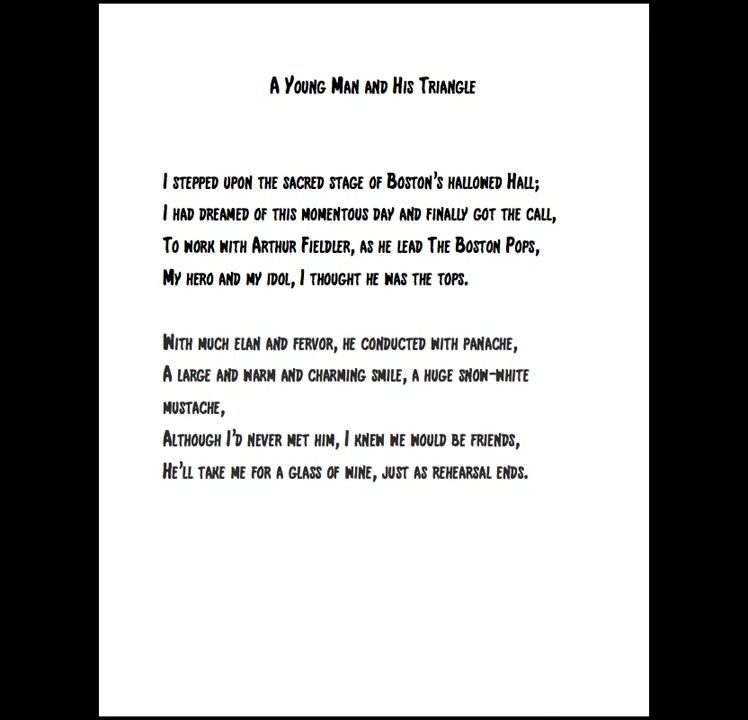 A Young Man and His Triangle
I stepped upon the sacred stage of Boston's hallowed Hall;
I had dreamed of this momentous day and finally got the call,
To work with Arthur Fieldler, as he lead The Boston Pops,
My hero and my idol, I thought he was the tops.
With much elan and fervor, he conducted with panache,
A large and warm and charming smile, a huge snow-white
mustache,
Although I'd never met him, I knew we would be friends,
He'll take me for a glass of wine, just as rehearsal ends.